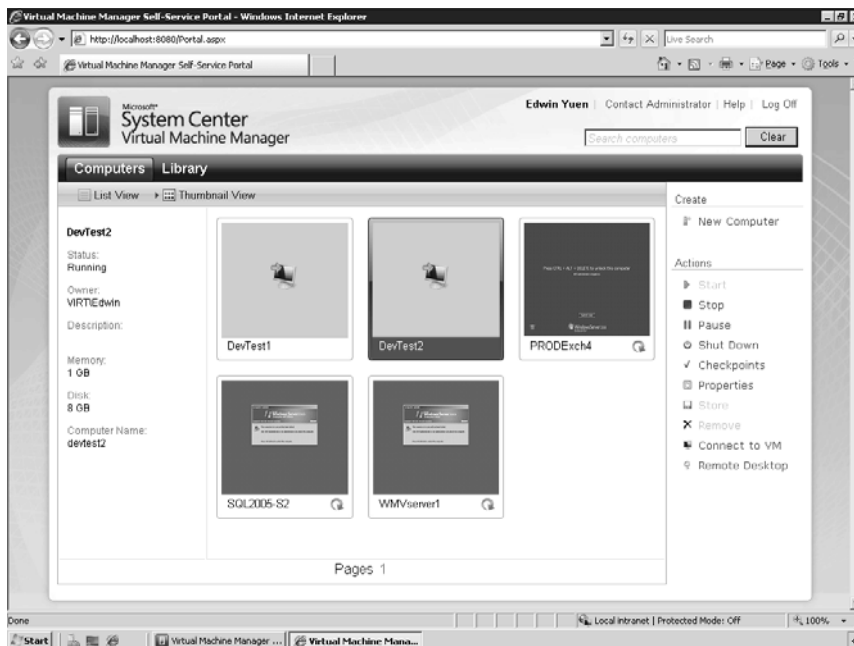 Virtual Machine Manager Self-Service Portal - Windows Internet Explorer
http://localhost:8080/Portal.aspx
Live Search
Virtual Machine Manager Self-Service Portal
Page
Tools
Microsoft
System Center
Virtual Machine Manager
Edwin Yuen | Contact Administrator | Help | Log Off
Search computers
Clear
Computers
Library
List View
Thumbnail View
DevTest2
Status:
Running
Owner:
VIRT\Edwin
Description:
Memory:
1 GB
Disk:
8 GB
Computer Name:
devtest2
DevTest1
DevTest2
PRODExch4
SQL2005-S2
WMVserver1
Pages 1
Create
New Computer
Actions
Start
Stop
Pause
Shut Down
Checkpoints
Properties
Store
Remove
Connect to VM
Remote Desktop
Done
Local intranet | Protected Mode: Off
100%
Start
Virtual Machine Manager ...
Virtual Machine Mana...